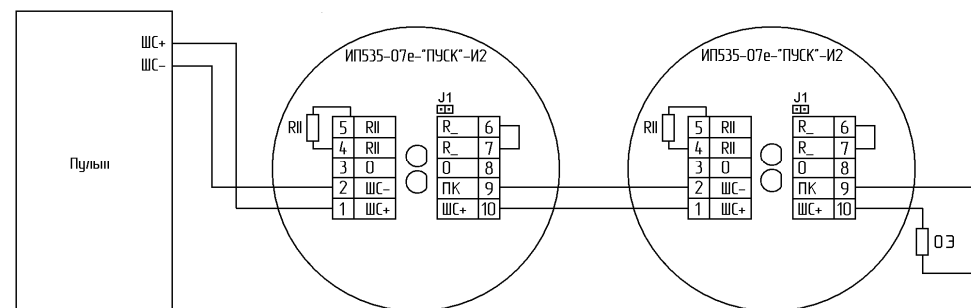 ШС+
ШС-
Пульт
ИП535-07е-"ПУСК"-И2
RII
5 RII
4 RII
3 0
2 ШС-
1 ШС+
J1
R_ 6
R_ 7
0 8
ПК 9
ШС+ 10
ИП535-07е-"ПУСК"-И2
RII
5 RII
4 RII
3 0
2 ШС-
1 ШС+
J1
R_ 6
R_ 7
0 8
ПК 9
ШС+ 10
ОЭ